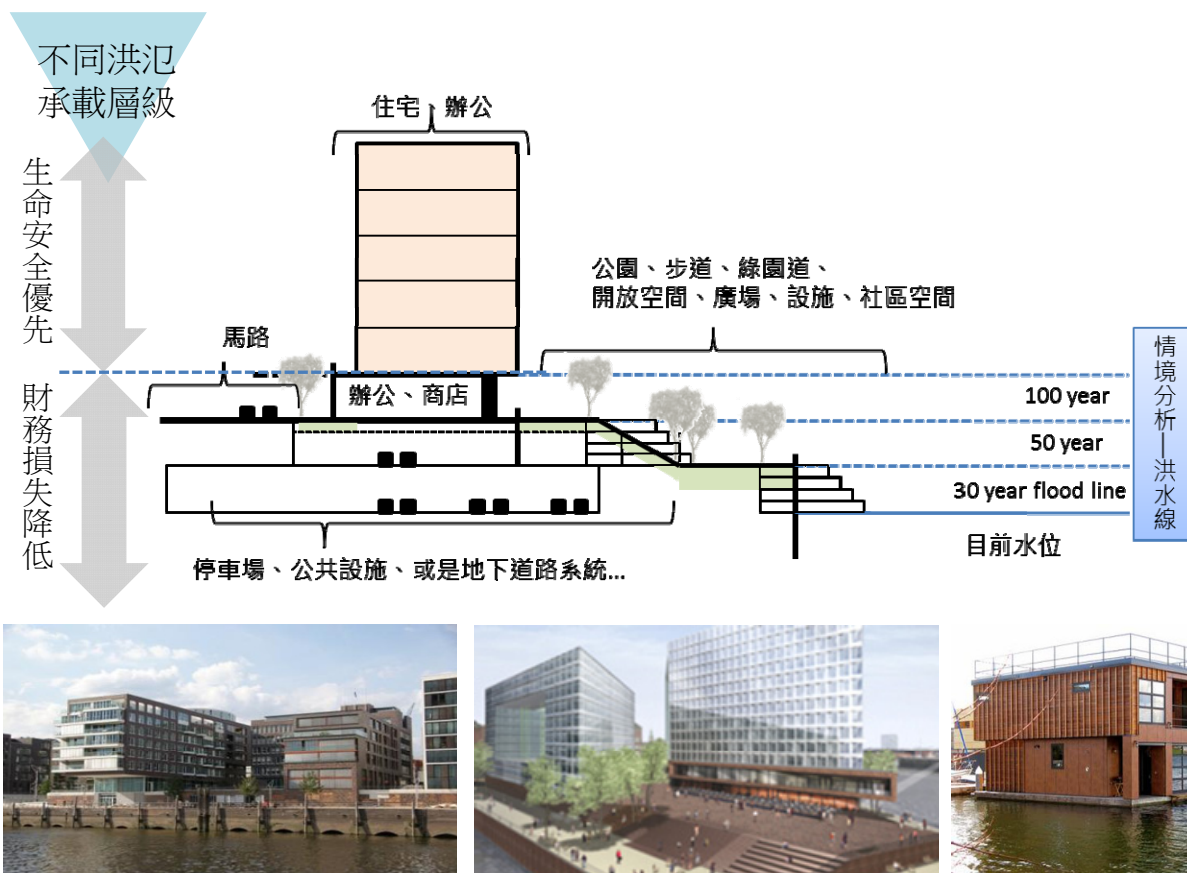 不同洪氾
承載層級
住宅、辦公
生命安全優先
公園、步道、綠園道、
開放空間、廣場、設施、社區空間
馬路
情境分析—洪水線
財務損失降低
辦公、商店
100 year
50 year
30 year flood line
目前水位
停車場、公共設施、或是地下道路系統...